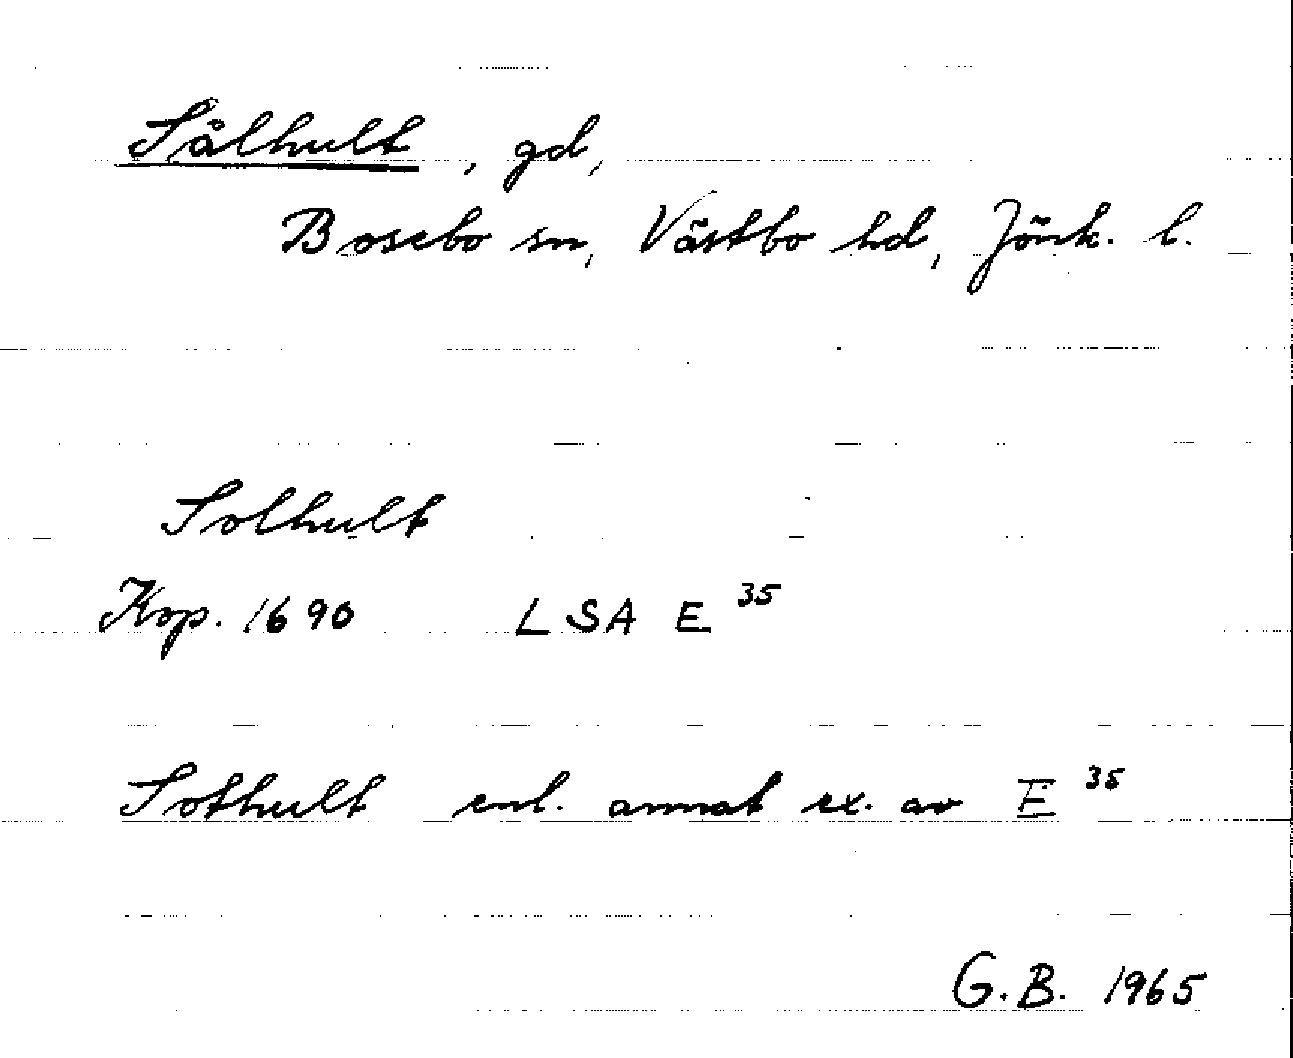 Sålhult, gd,
Bosebo sn, Västbo hd, Jönk. l.
Solhult
Kop. 1690 LSA E 35
Sothult enl. annat ex. av E 35
G.B. 1965